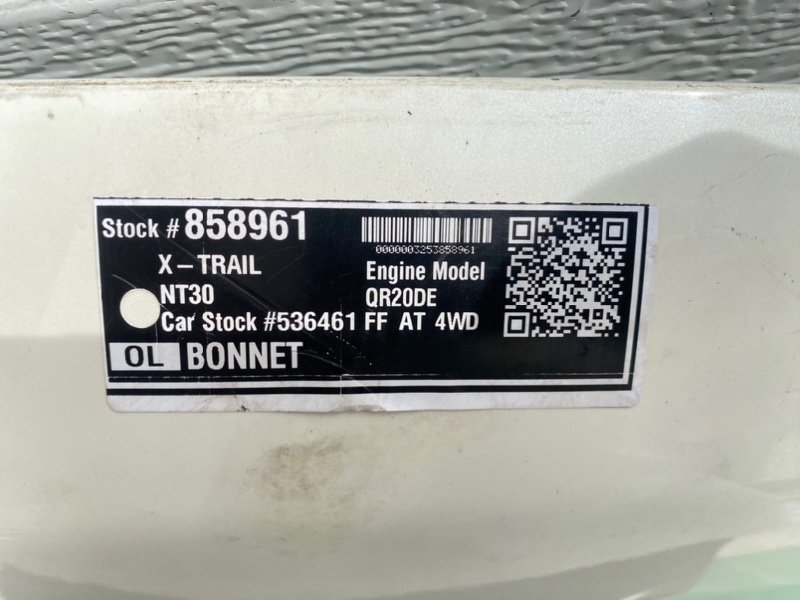 Stock # 858961
0000003253858961
X-TRAIL
Engine Model
NT30
QR20DE
Car Stock #536461 FF AT 4WD
OL BONNET